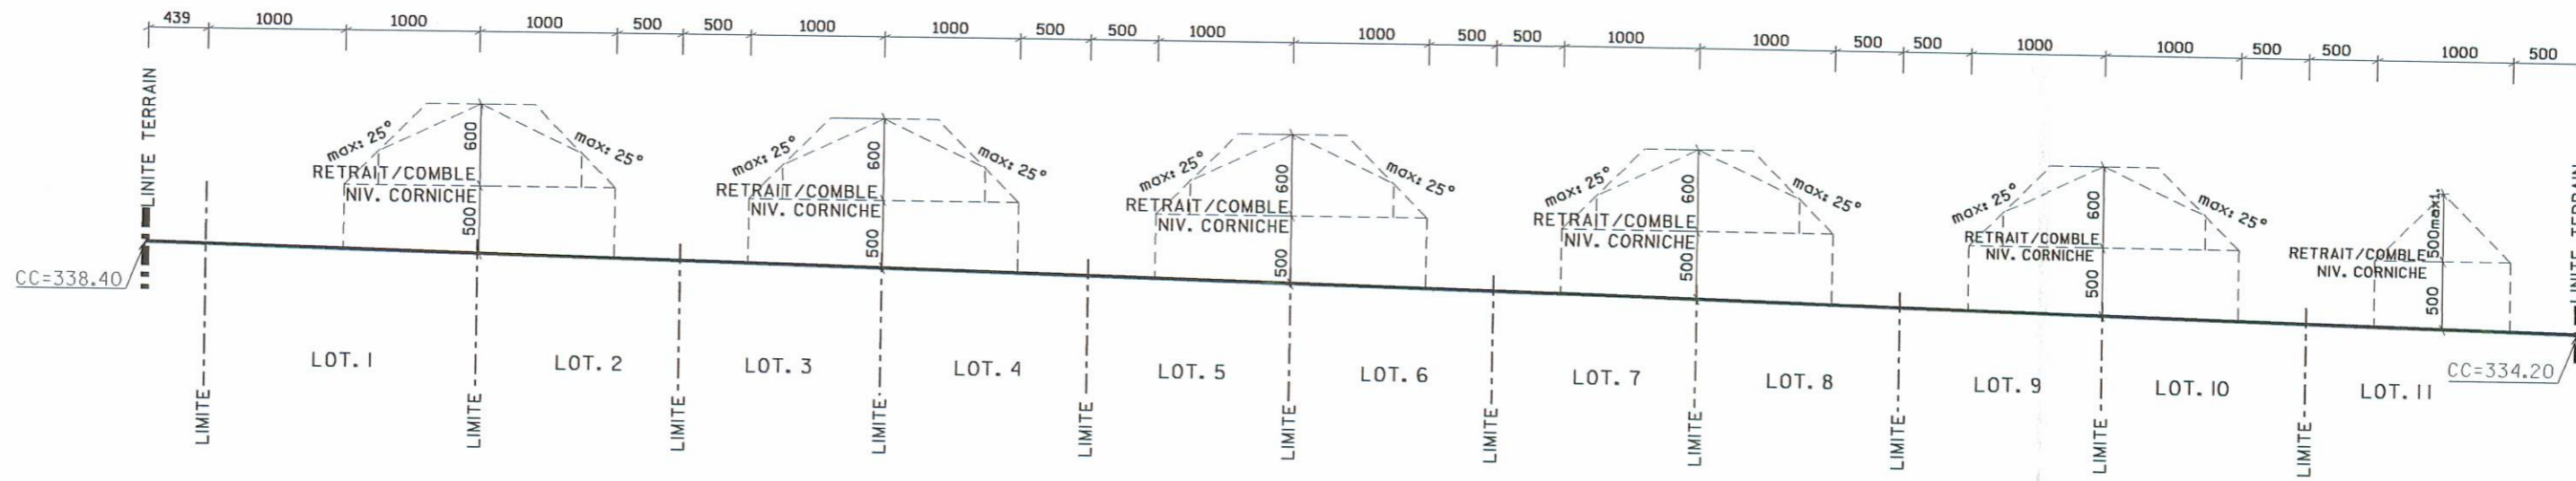 439 1000 1000 1000 500 500 1000 1000 500 500 1000 1000 500 500 1000 1000 500 500 1000 1000 500 500 1000 500
LINITE TERRAIN
max: 25°
600
max: 25°
RETRAIT/COMBLE
NIV. CORNICHE
500
max: 25°
600
max: 25°
RETRAIT/COMBLE
NIV. CORNICHE
500
max: 25°
600
max: 25°
RETRAIT/COMBLE
NIV. CORNICHE
500
max: 25°
600
max: 25°
RETRAIT/COMBLE
NIV. CORNICHE
500
max: 25°
600
max: 25°
RETRAIT/COMBLE
NIV. CORNICHE
500
500maxi.
RETRAIT/COMBLE
NIV. CORNICHE
500
LINITE TERRAIN
CC=338.40
CC=334.20
LOT. 1
LOT. 2
LOT. 3
LOT. 4
LOT. 5
LOT. 6
LOT. 7
LOT. 8
LOT. 9
LOT. 10
LOT. 11
LIMITE
LIMITE
LIMITE
LIMITE
LIMITE
LIMITE
LIMITE
LIMITE
LIMITE
LIMITE
LIMITE